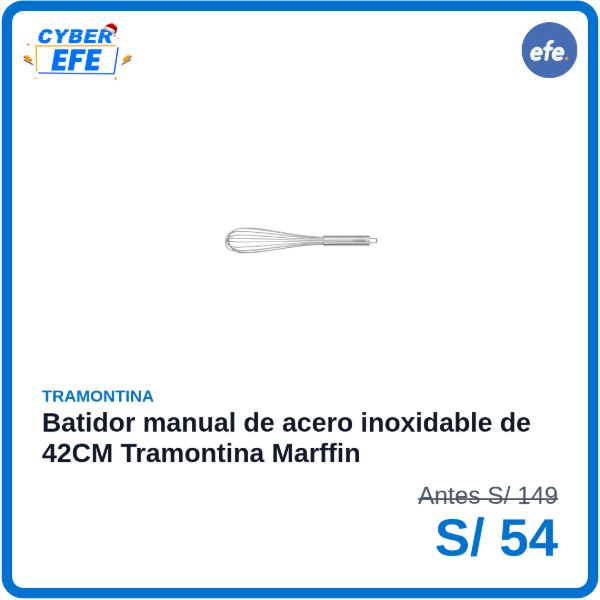 CYBER
EFE
efe.
TRAMONTINA
Batidor manual de acero inoxidable de
42CM Tramontina Marffin
Antes S/ 149
S/ 54